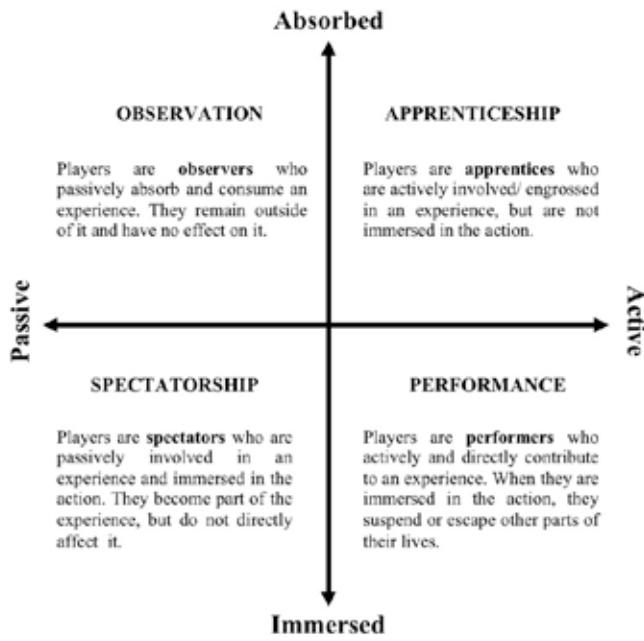 Absorbed
OBSERVATION
Players are observers who
passively absorb and consume an
experience. They remain outside
of it and have no effect on it.
APPRENTICESHIP
Players are apprentices who
are actively involved/ engrossed
in an experience, but are not
immersed in the action.
Passive
Active
SPECTATORSHIP
Players are spectators who are
passively involved in an
experience and immersed in the
action. They become part of the
experience, but do not directly
affect it.
PERFORMANCE
Players are performers who
actively and directly contribute
to an experience. When they are
immersed in the action, they
suspend or escape other parts of
their lives.
Immersed